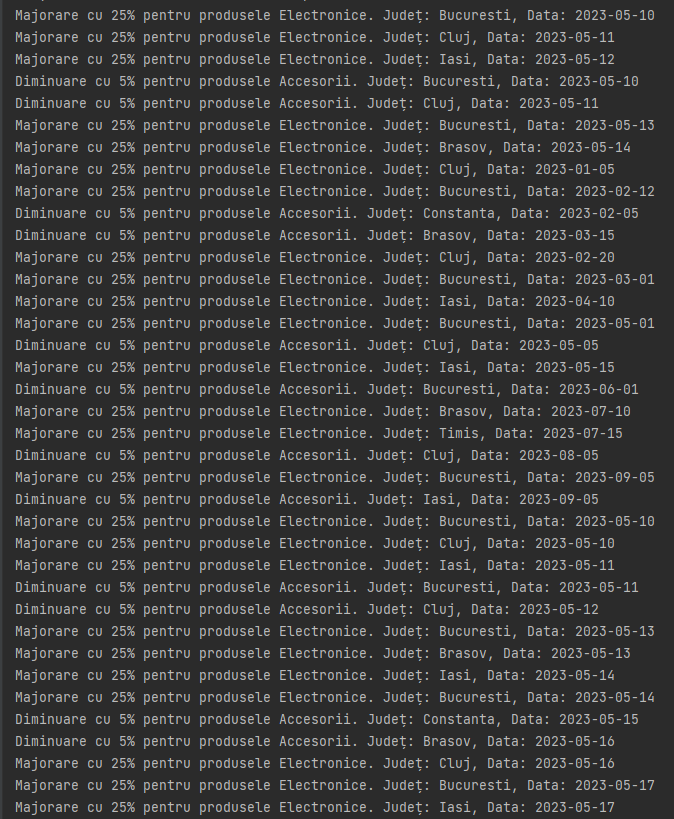 Majorare cu 25% pentru produsele Electronice. Județ: Bucuresti, Data: 2023-05-10
Majorare cu 25% pentru produsele Electronice. Județ: Cluj, Data: 2023-05-11
Majorare cu 25% pentru produsele Electronice. Județ: Iasi, Data: 2023-05-12
Diminuare cu 5% pentru produsele Accesorii. Județ: Bucuresti, Data: 2023-05-10
Diminuare cu 5% pentru produsele Accesorii. Județ: Cluj, Data: 2023-05-11
Majorare cu 25% pentru produsele Electronice. Județ: Bucuresti, Data: 2023-05-13
Majorare cu 25% pentru produsele Electronice. Județ: Brasov, Data: 2023-05-14
Majorare cu 25% pentru produsele Electronice. Județ: Cluj, Data: 2023-01-05
Majorare cu 25% pentru produsele Electronice. Județ: Bucuresti, Data: 2023-02-12
Diminuare cu 5% pentru produsele Accesorii. Județ: Constanta, Data: 2023-02-05
Diminuare cu 5% pentru produsele Accesorii. Județ: Brasov, Data: 2023-03-15
Majorare cu 25% pentru produsele Electronice. Județ: Cluj, Data: 2023-02-20
Majorare cu 25% pentru produsele Electronice. Județ: Bucuresti, Data: 2023-03-01
Majorare cu 25% pentru produsele Electronice. Județ: Iasi, Data: 2023-04-10
Majorare cu 25% pentru produsele Electronice. Județ: Bucuresti, Data: 2023-05-01
Diminuare cu 5% pentru produsele Accesorii. Județ: Cluj, Data: 2023-05-05
Majorare cu 25% pentru produsele Electronice. Județ: Iasi, Data: 2023-05-15
Diminuare cu 5% pentru produsele Accesorii. Județ: Bucuresti, Data: 2023-06-01
Majorare cu 25% pentru produsele Electronice. Județ: Brasov, Data: 2023-07-10
Majorare cu 25% pentru produsele Electronice. Județ: Timis, Data: 2023-07-15
Diminuare cu 5% pentru produsele Accesorii. Județ: Cluj, Data: 2023-08-05
Majorare cu 25% pentru produsele Electronice. Județ: Bucuresti, Data: 2023-09-05
Diminuare cu 5% pentru produsele Accesorii. Județ: Iasi, Data: 2023-09-05
Majorare cu 25% pentru produsele Electronice. Județ: Bucuresti, Data: 2023-05-10
Majorare cu 25% pentru produsele Electronice. Județ: Cluj, Data: 2023-05-10
Majorare cu 25% pentru produsele Electronice. Județ: Iasi, Data: 2023-05-11
Diminuare cu 5% pentru produsele Accesorii. Județ: Bucuresti, Data: 2023-05-11
Diminuare cu 5% pentru produsele Accesorii. Județ: Cluj, Data: 2023-05-12
Majorare cu 25% pentru produsele Electronice. Județ: Bucuresti, Data: 2023-05-13
Majorare cu 25% pentru produsele Electronice. Județ: Brasov, Data: 2023-05-13
Majorare cu 25% pentru produsele Electronice. Județ: Iasi, Data: 2023-05-14
Majorare cu 25% pentru produsele Electronice. Județ: Bucuresti, Data: 2023-05-14
Diminuare cu 5% pentru produsele Accesorii. Județ: Constanta, Data: 2023-05-15
Diminuare cu 5% pentru produsele Accesorii. Județ: Brasov, Data: 2023-05-16
Majorare cu 25% pentru produsele Electronice. Județ: Cluj, Data: 2023-05-16
Majorare cu 25% pentru produsele Electronice. Județ: Bucuresti, Data: 2023-05-17
Majorare cu 25% pentru produsele Electronice. Județ: Iasi, Data: 2023-05-17